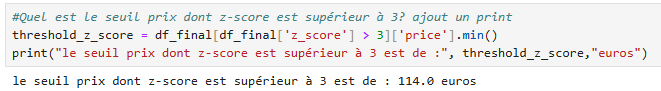 #Quel est le seuil prix dont z-score est supérieur à 3? ajout un print
threshold_z_score = df_final[df_final['z_score'] > 3]['price'].min()
print("le seuil prix dont z-score est supérieur à 3 est de :", threshold_z_score,"euros")
le seuil prix dont z-score est supérieur à 3 est de : 114.0 euros